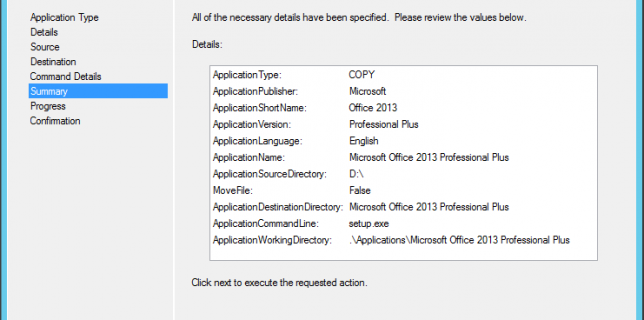 Application Type
Details
Source
Destination
Command Details
Summary
Progress
Confirmation
All of the necessary details have been specified. Please review the values below.
Details:
ApplicationType: COPY
ApplicationPublisher: Microsoft
ApplicationShortName: Office 2013
ApplicationVersion: Professional Plus
ApplicationLanguage: English
ApplicationName: Microsoft Office 2013 Professional Plus
ApplicationSourceDirectory: D:\
MoveFile: False
ApplicationDestinationDirectory: Microsoft Office 2013 Professional Plus
ApplicationCommandLine: setup.exe
ApplicationWorkingDirectory: .\Applications\Microsoft Office 2013 Professional Plus
Click next to execute the requested action.